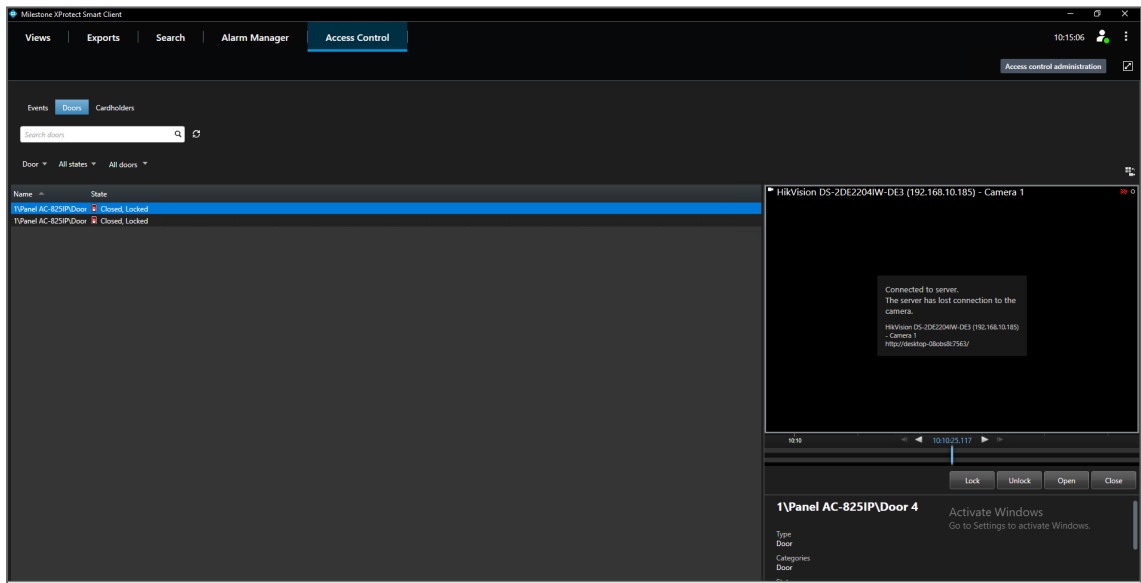 Milestone XProtect Smart Client
Views Exports Search Alarm Manager Access Control 10:15:06
Access control administration
Events Doors Cardholders
Search doors
Door All states All doors
Name State
1\Panel AC-825IP\Door Closed, Locked
1\Panel AC-825IP\Door Closed, Locked
HikVision DS-2DE2204IW-DE3 (192.168.10.185) - Camera 1
Connected to server.
The server has lost connection to the
camera.
HikVision DS-2DE2204IW-DE3 (192.168.10.185)
- Camera 1
http://desktop-08obs8l:7563/
10:10 10:10:25.117
Lock Unlock Open Close
1\Panel AC-825IP\Door 4
Activate Windows
Go to Settings to activate Windows.
Type
Door
Categories
Door